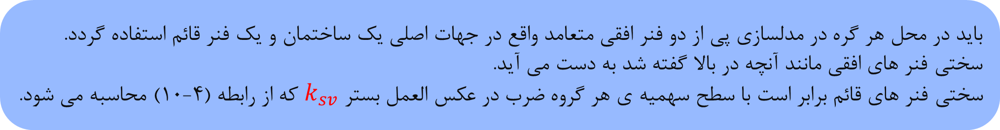 باید در محل هر گره در مدلسازی پی از دو فنر افقی متعامد واقع در جهات اصلی یک ساختمان و یک فنر قائم استفاده گردد.
سختی فنر های افقی مانند آنچه در بالا گفته شد به دست می آید.
سختی فنر های قائم برابر است با سطح سهمیه ی هر گروه ضرب در عکس العمل بستر k_sv که از رابطه (۴-۱۰) محاسبه می شود.